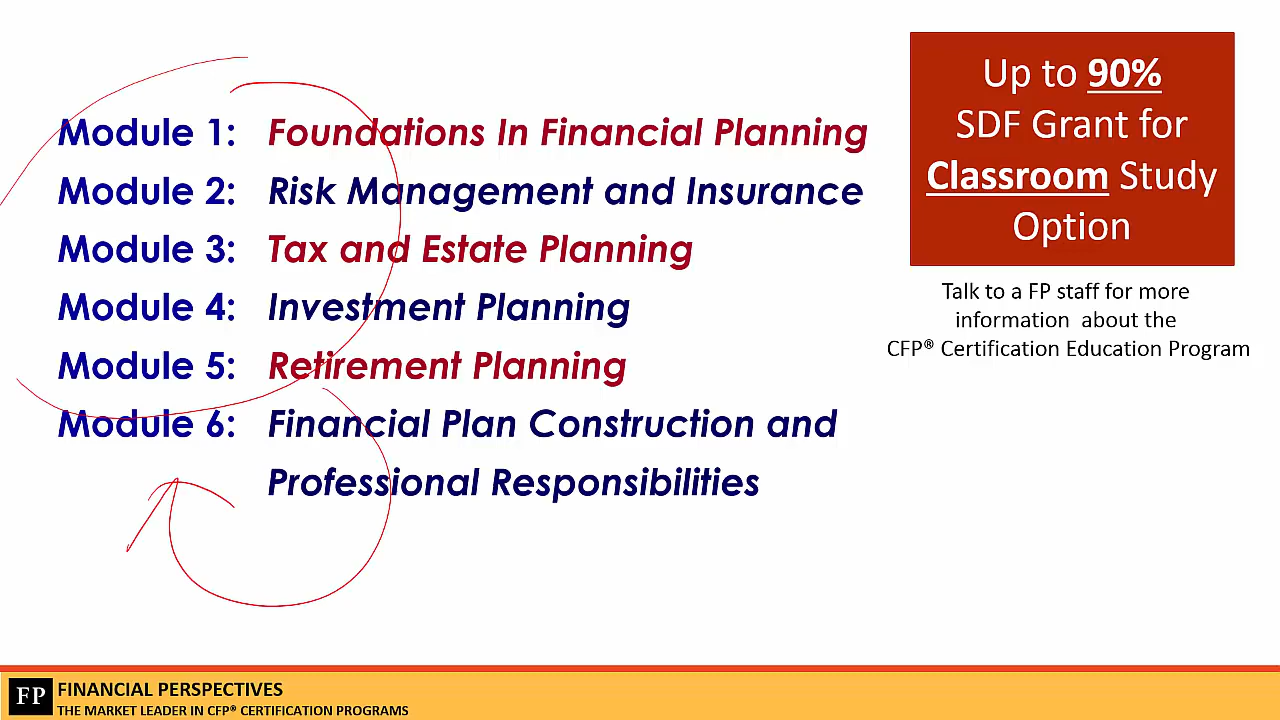 Module 1: Foundations In Financial Planning
Module 2: Risk Management and Insurance
Module 3: Tax and Estate Planning
Module 4: Investment Planning
Module 5: Retirement Planning
Module 6: Financial Plan Construction and
Professional Responsibilities
Up to 90%
SDF Grant for
Classroom Study
Option
Talk to a FP staff for more
information about the
CFP® Certification Education Program
FP
FINANCIAL PERSPECTIVES
THE MARKET LEADER IN CFP® CERTIFICATION PROGRAMS